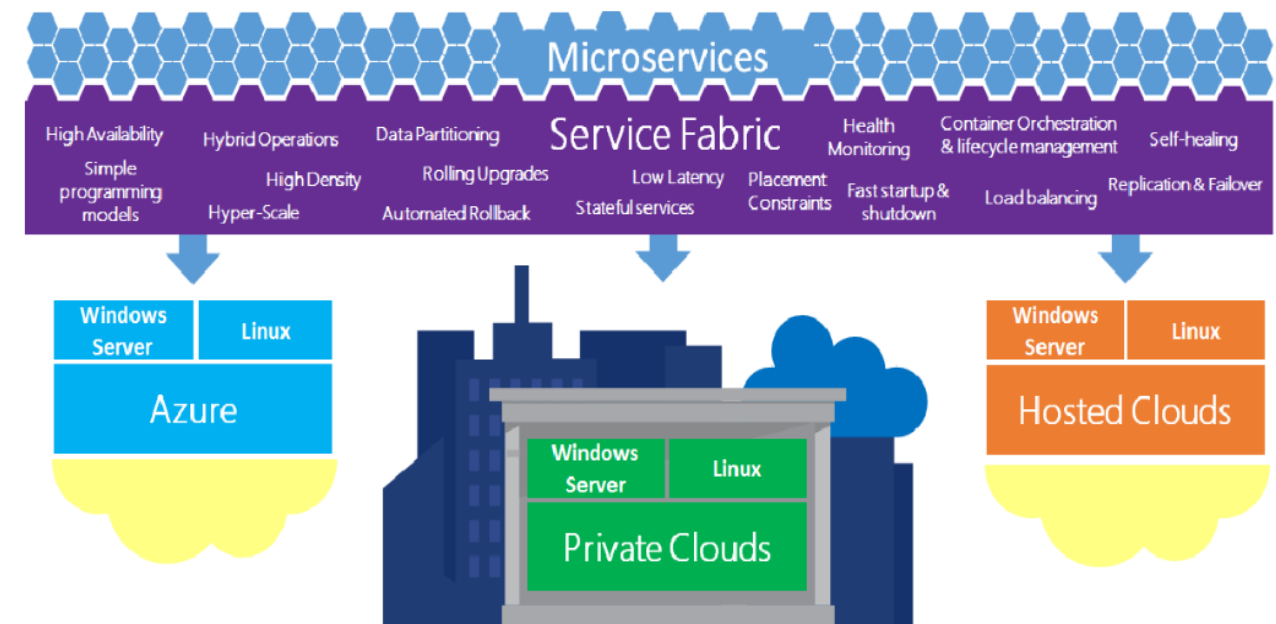 Microservices
Service Fabric
High Availability
Hybrid Operations
Data Partitioning
Health
Monitoring
Container Orchestration
& lifecycle management
Self-healing
Simple
programming
models
High Density
Rolling Upgrades
Low Latency
Placement
Constraints
Fast startup &
shutdown
Load balancing
Replication & Failover
Hyper-Scale
Automated Rollback
Stateful services
Windows
Server
Linux
Azure
Windows
Server
Linux
Private Clouds
Windows
Server
Linux
Hosted Clouds